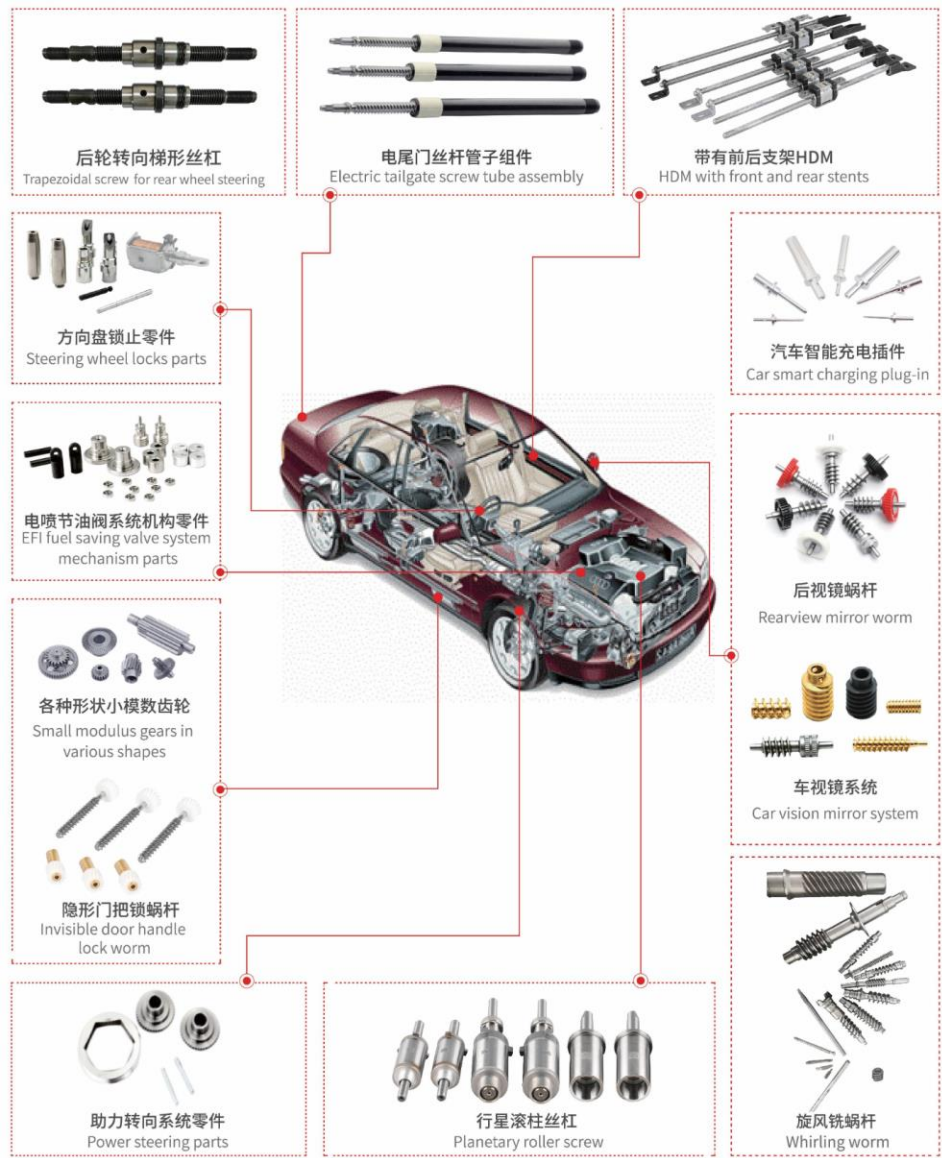 后轮转向梯形丝杠
Trapezoidal screw for rear wheel steering
电尾门丝杆管子组件
Electric tailgate screw tube assembly
带有前后支架HDM
HDM with front and rear stents
方向盘锁止零件
Steering wheel locks parts
汽车智能充电插件
Car smart charging plug-in
电喷节油阀系统机构零件
EFI fuel saving valve system
mechanism parts
后视镜蜗杆
Rearview mirror worm
各种形状小模数齿轮
Small modulus gears in
various shapes
车视镜系统
Car vision mirror system
隐形门把锁蜗杆
Invisible door handle
lock worm
助力转向系统零件
Power steering parts
行星滚柱丝杠
Planetary roller screw
旋风铣蜗杆
Whirling worm